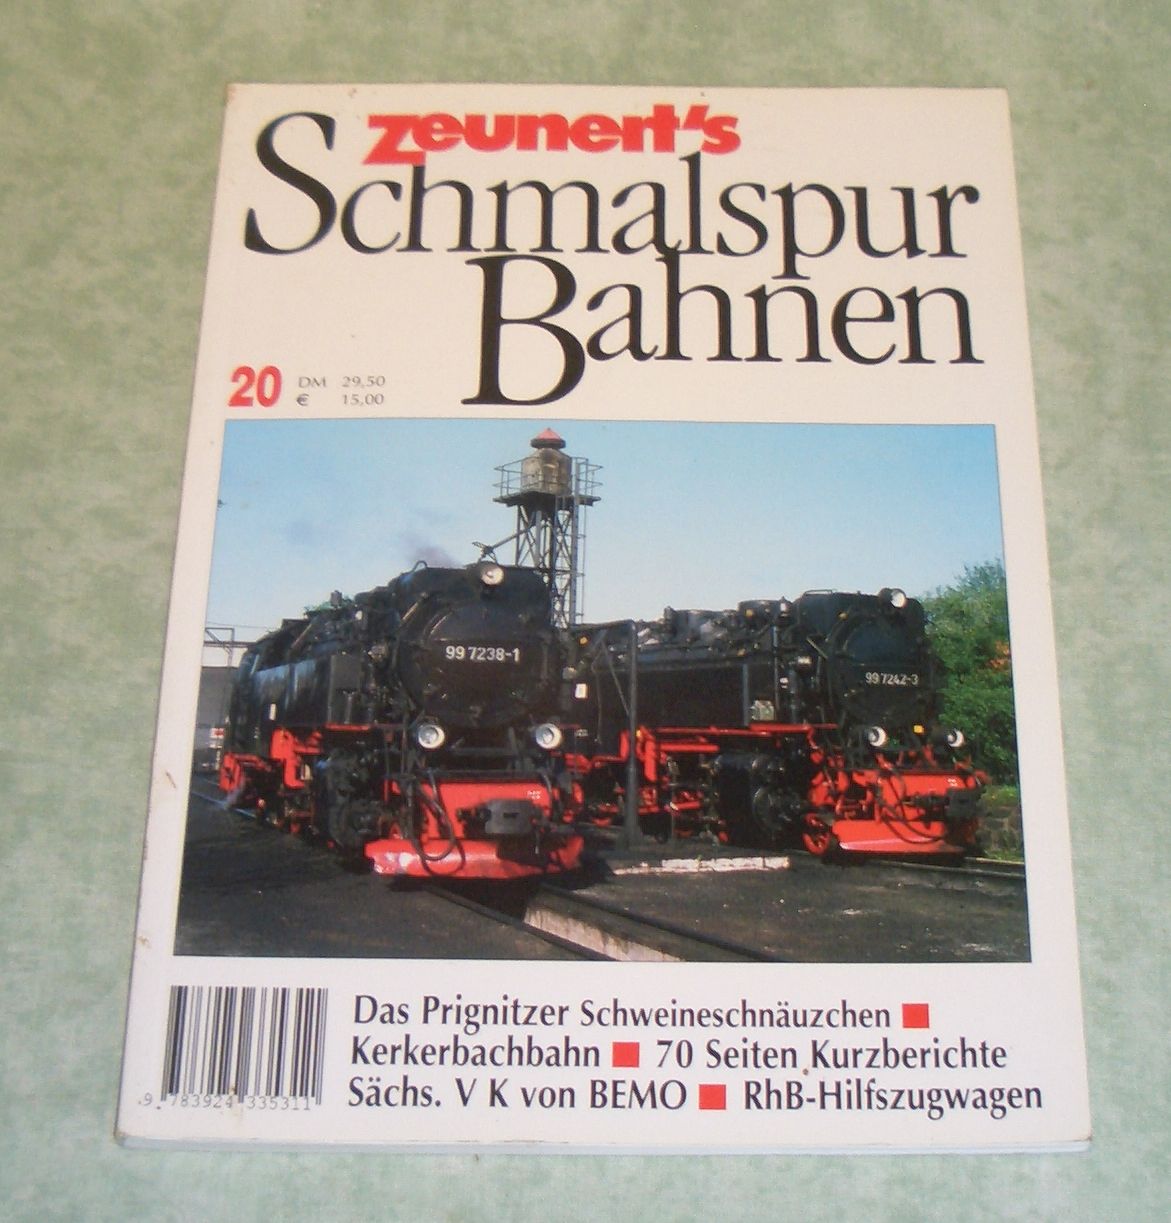 zeunert's
Schmalspur
Bahnen
20
DM 29,50
€ 15,00
99 7238-1
99 7242-3
Das Prignitzer Schweineschnäuzchen ■
Kerkerbachbahn ■ 70 Seiten Kurzberichte
Sächs. V K von BEMO ■ RhB-Hilfszugwagen
9 783924 335311